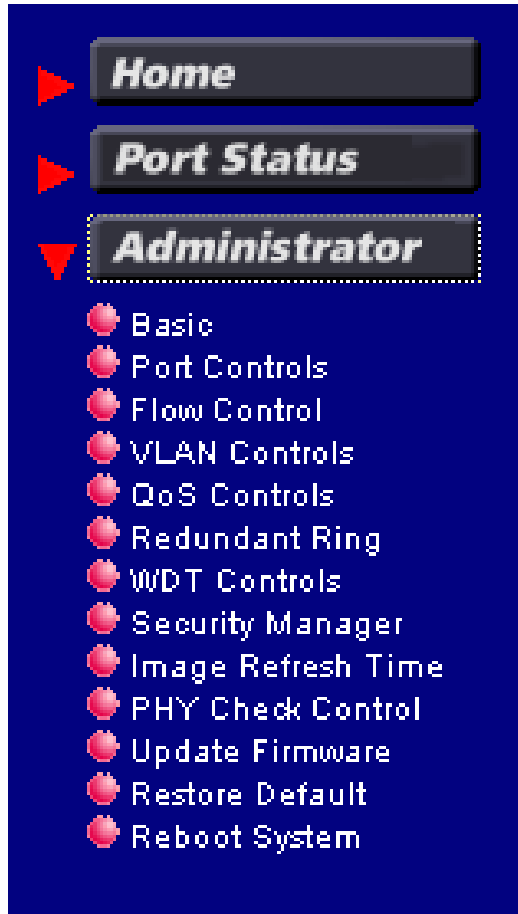 Home
Port Status
Administrator
Basic
Port Controls
Flow Control
VLAN Controls
QoS Controls
Redundant Ring
WDT Controls
Security Manager
Image Refresh Time
PHY Check Control
Update Firmware
Restore Default
Reboot System